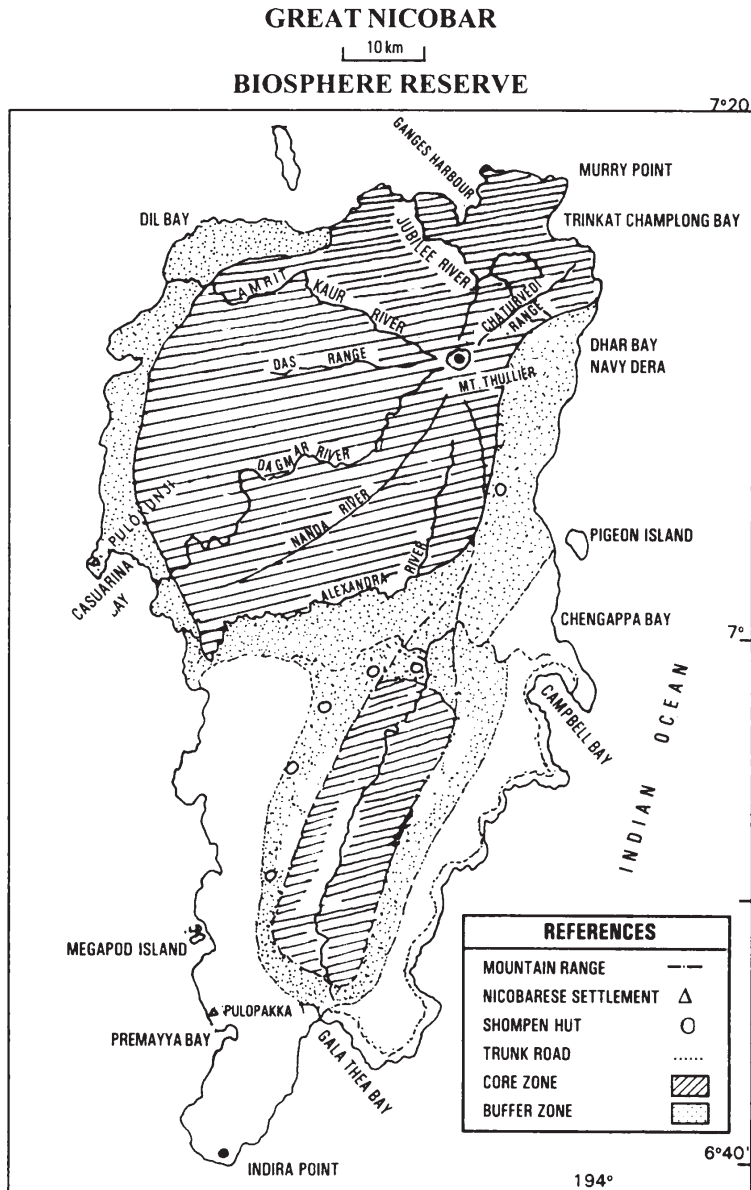 GREAT NICOBAR
10 km
BIOSPHERE RESERVE
7°20
GANGES HARBOUR
MURRY POINT
DIL BAY
TRINKAT CHAMPLONG BAY
JUBILEE RIVER
AMRIT KAUR RIVER
CHATURVEDI RANGE
DAS RANGE
DHAR BAY
NAVY DERA
MT. THULLIER
DAGMAR RIVER
PULOKUNJI
NANDA RIVER
PIGEON ISLAND
CASUARINA
AY
ALEXANDRA RIVER
CHENGAPPA BAY
7°
CAMPBELL BAY
INDIAN OCEAN
MEGAPOD ISLAND
PULOPAKKA
PREMAYYA BAY
GALA THEA BAY
INDIRA POINT
REFERENCES
MOUNTAIN RANGE
NICOBARESE SETTLEMENT
SHOMPEN HUT
TRUNK ROAD
CORE ZONE
BUFFER ZONE
6°40'
194°